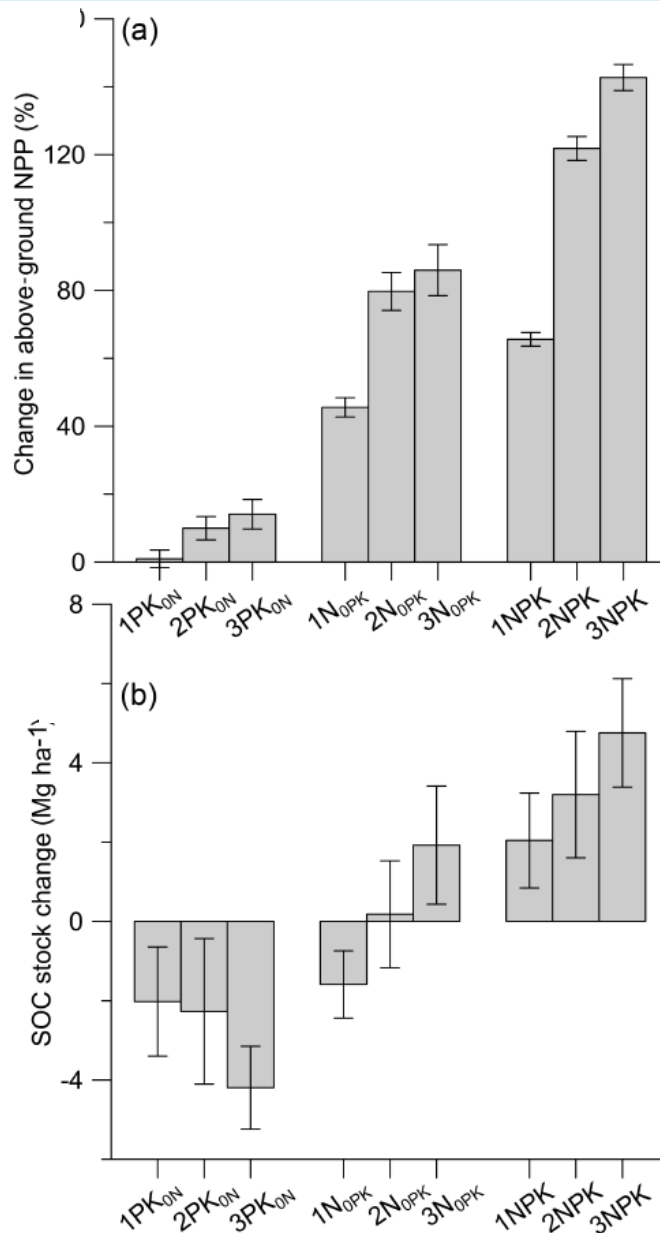 (a)
Change in above-ground NPP (%)
120
80
40
0
1PK0N 2PK0N 3PK0N 1N0PK 2N0PK 3N0PK 1NPK 2NPK 3NPK
(b)
SOC stock change (Mg ha-1)
8
4
0
-4
1PK0N 2PK0N 3PK0N 1N0PK 2N0PK 3N0PK 1NPK 2NPK 3NPK